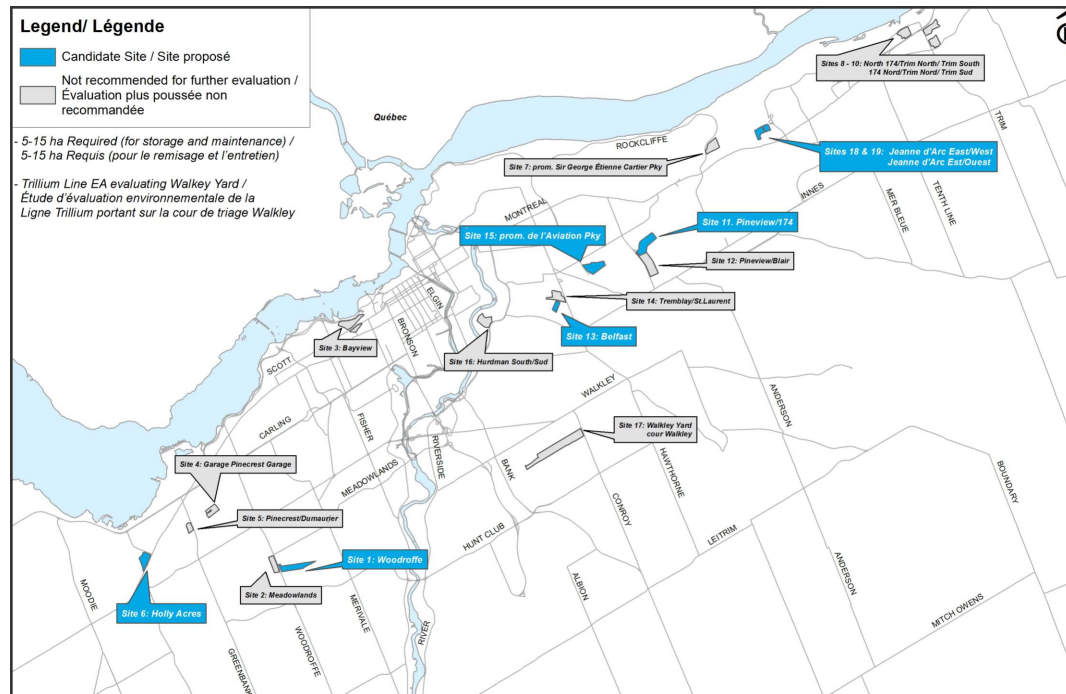 Legend/ Légende
Candidate Site / Site proposé
Not recommended for further evaluation /
Évaluation plus poussée non
recommandée
- 5-15 ha Required (for storage and maintenance) /
5-15 ha Requis (pour le remisage et l'entretien)
- Trillium Line EA evaluating Walkey Yard /
Étude d'évaluation environnementale de la
Ligne Trillium portant sur la cour de triage Walkey
Québec
Sites 8 - 10: North 174/Trim North/ Trim South
174 Nord/Trim Nord/ Trim Sud
TRIM
ROCKCLIFFE
Sites 18 & 19: Jeanne d'Arc East/West
Jeanne d'Arc Est/Ouest
Site 7: prom. Sir George Étienne Cartier Pky
INNES
TENTH LINE
MER BLEUE
MONTREAL
Site 11. Pineview/174
Site 15: prom. de l'Aviation Pky
Site 12: Pineview/Blair
ELGIN
Site 14: Tremblay/St.Laurent
BRONSON
Site 13: Belfast
Site 3: Bayview
Site 16: Hurdman South/Sud
SCOTT
WALKLEY
ANDERSON
CARLING
FISHER
RIVERSIDE
Site 17: Walkley Yard
cour Walkley
BANK
HAWTHORNE
MEADOWLANDS
Site 4: Garage Pinecrest Garage
BOUNDARY
CONROY
Site 5: Pinecrest/Dumaurier
HUNT CLUB
LEITRIM
Site 1: Woodroffe
ANDERSON
MOODIE
Site 2: Meadowlands
ALBION
Site 6: Holly Acres
MERIVALE
MITCH OWENS
WOODROFFE
RIVER
GREENBANK